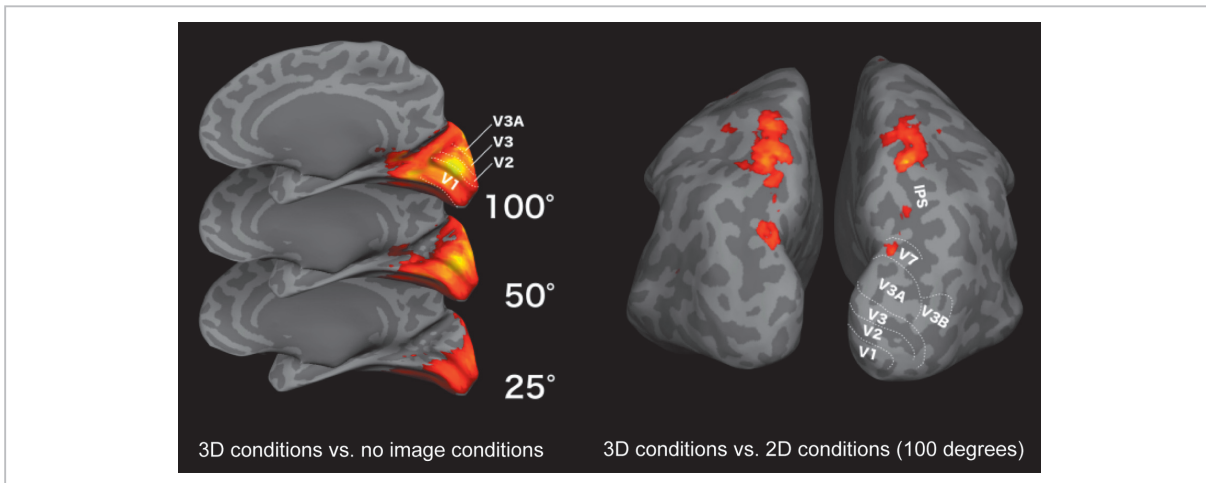 V3A
V3
V2
V1
100°
50°
25°
3D conditions vs. no image conditions
IPS
V7
V3A
V3B
V3
V2
V1
3D conditions vs. 2D conditions (100 degrees)